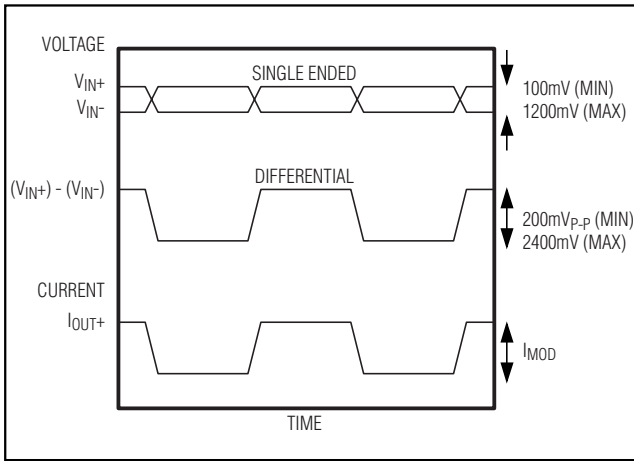 VOLTAGE
VIN+
SINGLE ENDED
100mV (MIN)
VIN-
1200mV (MAX)
(VIN+) - (VIN-)
DIFFERENTIAL
200mVP-P (MIN)
2400mV (MAX)
CURRENT
IOUT+
IMOD
TIME